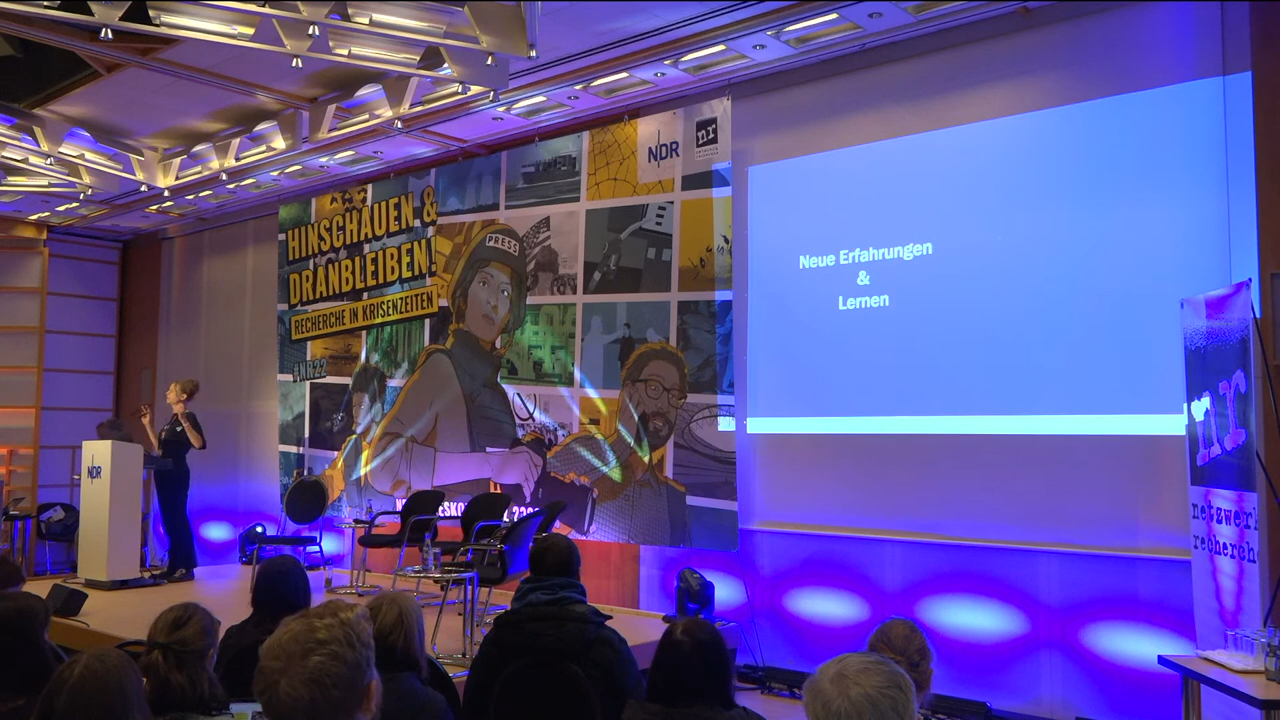 NDR
nr
HINSCHAUEN &
DRANBLEIBEN!
RECHERCHE IN KRISENZEITEN
#NR22
PRESS
Neue Erfahrungen
&
Lernen
NDR
nr
netzwerk
recherche